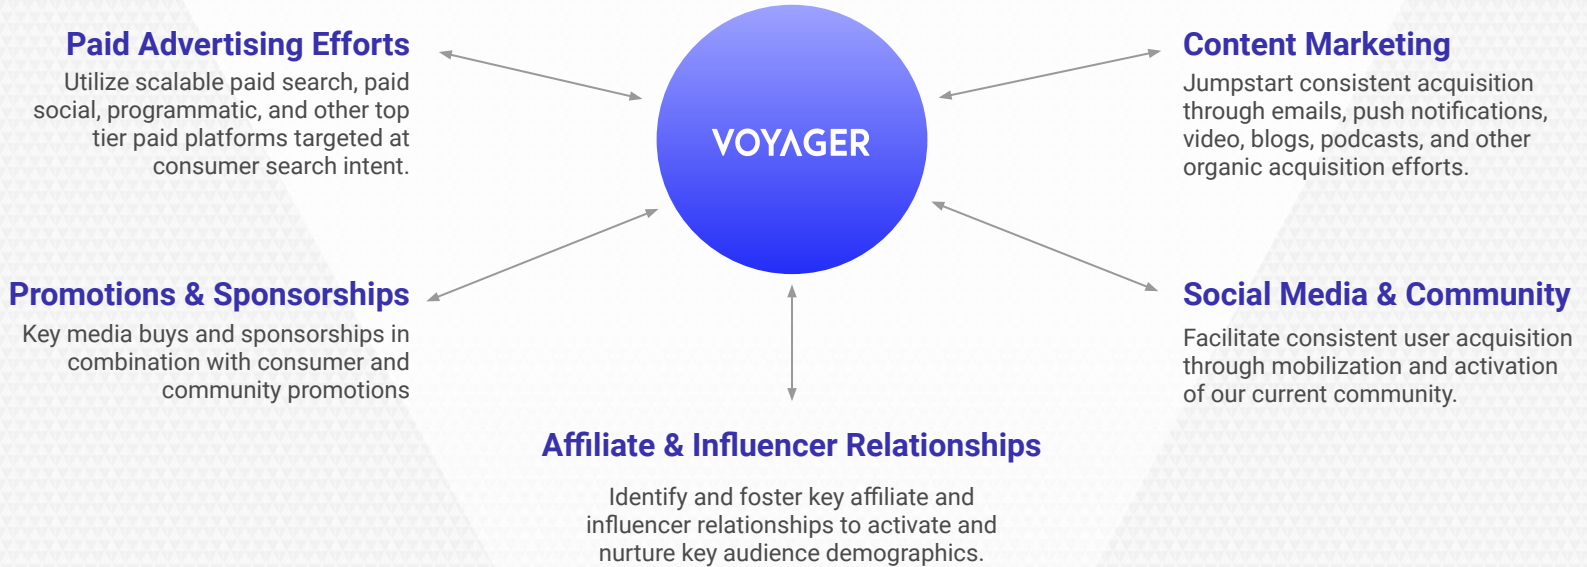 Paid Advertising Efforts
Utilize scalable paid search, paid
social, programmatic, and other top
tier paid platforms targeted at
consumer search intent.
VOYAGER
Content Marketing
Jumpstart consistent acquisition
through emails, push notifications,
video, blogs, podcasts, and other
organic acquisition efforts.
Promotions & Sponsorships
Key media buys and sponsorships in
combination with consumer and
community promotions
Social Media & Community
Facilitate consistent user acquisition
through mobilization and activation
of our current community.
Affiliate & Influencer Relationships
Identify and foster key affiliate and
influencer relationships to activate and
nurture key audience demographics.